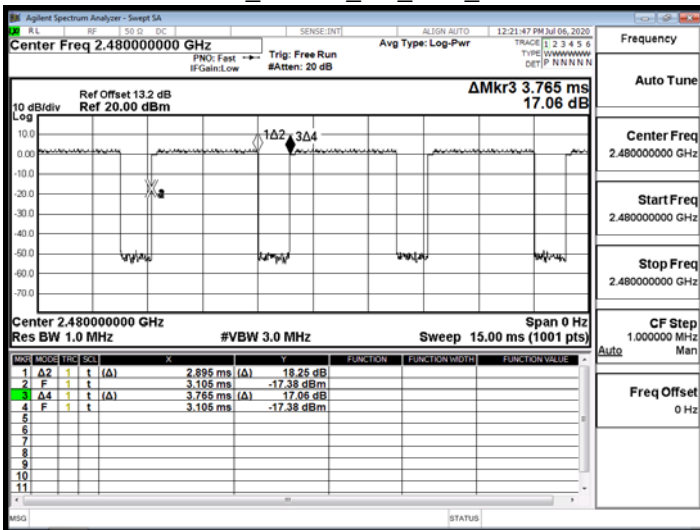 Agilent Spectrum Analyzer - Swept SA
RL RF 50 Ω DC SENSE:INT ALIGN AUTO 12:21:47 PM Jul 06, 2020
Center Freq 2.480000000 GHz
PNO: Fast
IFGain:Low
Trig: Free Run
#Atten: 20 dB
Avg Type: Log-Pwr
TRACE 1 2 3 4 5 6
TYPE WWWWWW
DET P N N N N N
Frequency
Auto Tune
Center Freq
2.480000000 GHz
Start Freq
2.480000000 GHz
Stop Freq
2.480000000 GHz
CF Step
1.000000 MHz
Auto Man
Freq Offset
0 Hz
ΔMkr3 3.765 ms
17.06 dB
Ref Offset 13.2 dB
10 dB/div Ref 20.00 dBm
Log
10.0
0.00
-10.0
-20.0
-30.0
-40.0
-50.0
-60.0
-70.0
1Δ2 3Δ4
Center 2.480000000 GHz Span 0 Hz
Res BW 1.0 MHz #VBW 3.0 MHz Sweep 15.00 ms (1001 pts)
MKR MODE TRC SCL X Y FUNCTION FUNCTION WIDTH FUNCTION VALUE
1 Δ2 1 t (Δ) 2.895 ms (Δ) 18.25 dB
2 F 1 t 3.105 ms -17.38 dBm
3 Δ4 1 t (Δ) 3.765 ms (Δ) 17.06 dB
4 F 1 t 3.105 ms -17.38 dBm
5
6
7
8
9
10
11
MSG STATUS